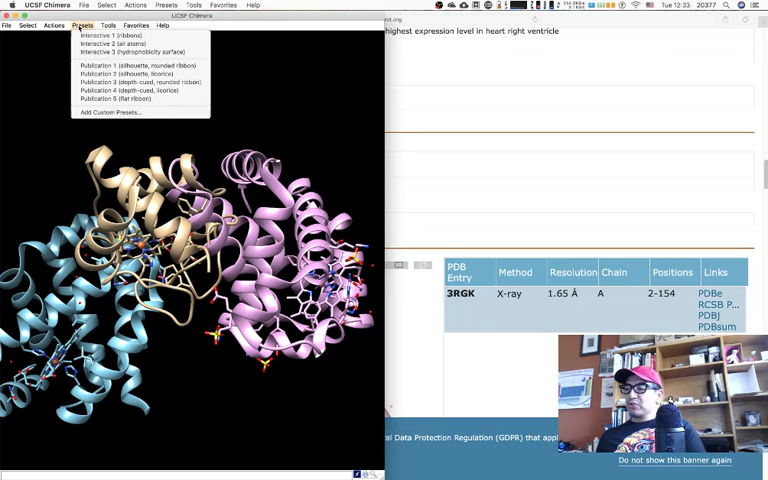 UCSF Chimera File Select Actions Presets Tools Favorites Help
Tue 12:33 20377
UCSF Chimera
File Select Actions Presets Tools Favorites Help
Interactive 1 (ribbons)
Interactive 2 (all atoms)
Interactive 3 (hydrophobicity surface)
Publication 1 (silhouette, rounded ribbon)
Publication 2 (silhouette, licorice)
Publication 3 (depth-cued, rounded ribbon)
Publication 4 (depth-cued, licorice)
Publication 5 (flat ribbon)
Add Custom Presets...
ot.org
highest expression level in heart right ventricle
PDB Entry Method Resolution Chain Positions Links
3RGK X-ray 1.65 Å A 2-154 PDBe
RCSB P...
PDBj
PDBsum
al Data Protection Regulation (GDPR) that appl
Do not show this banner again